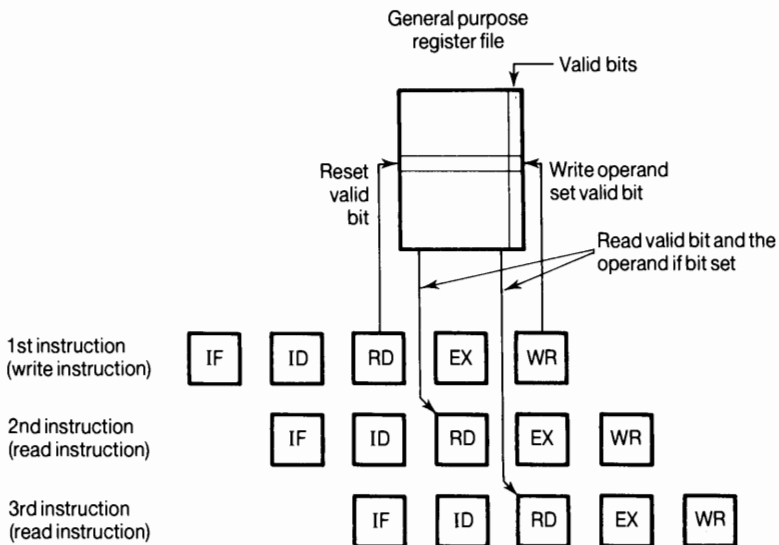 General purpose
register file
Valid bits
Reset
valid
bit
Write operand
set valid bit
Read valid bit and the
operand if bit set
1st instruction
(write instruction)
IF ID RD EX WR
2nd instruction
(read instruction)
IF ID RD EX WR
3rd instruction
(read instruction)
IF ID RD EX WR